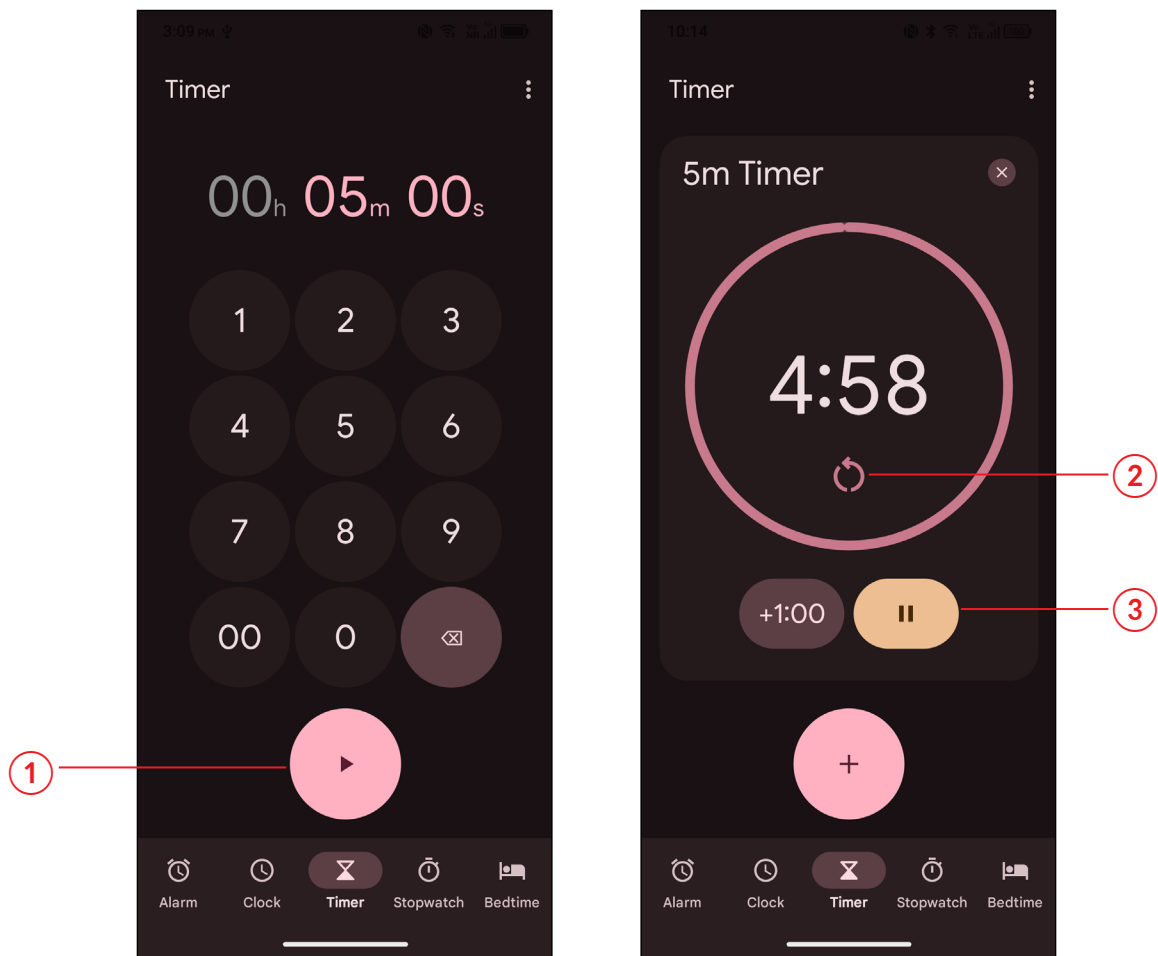 3:09 PM
Timer
00h 05m 00s
1 2 3
4 5 6
7 8 9
00 0
1
Alarm Clock Timer Stopwatch Bedtime
10:14
Timer
5m Timer
4:58
2
+1:00
3
+
Alarm Clock Timer Stopwatch Bedtime